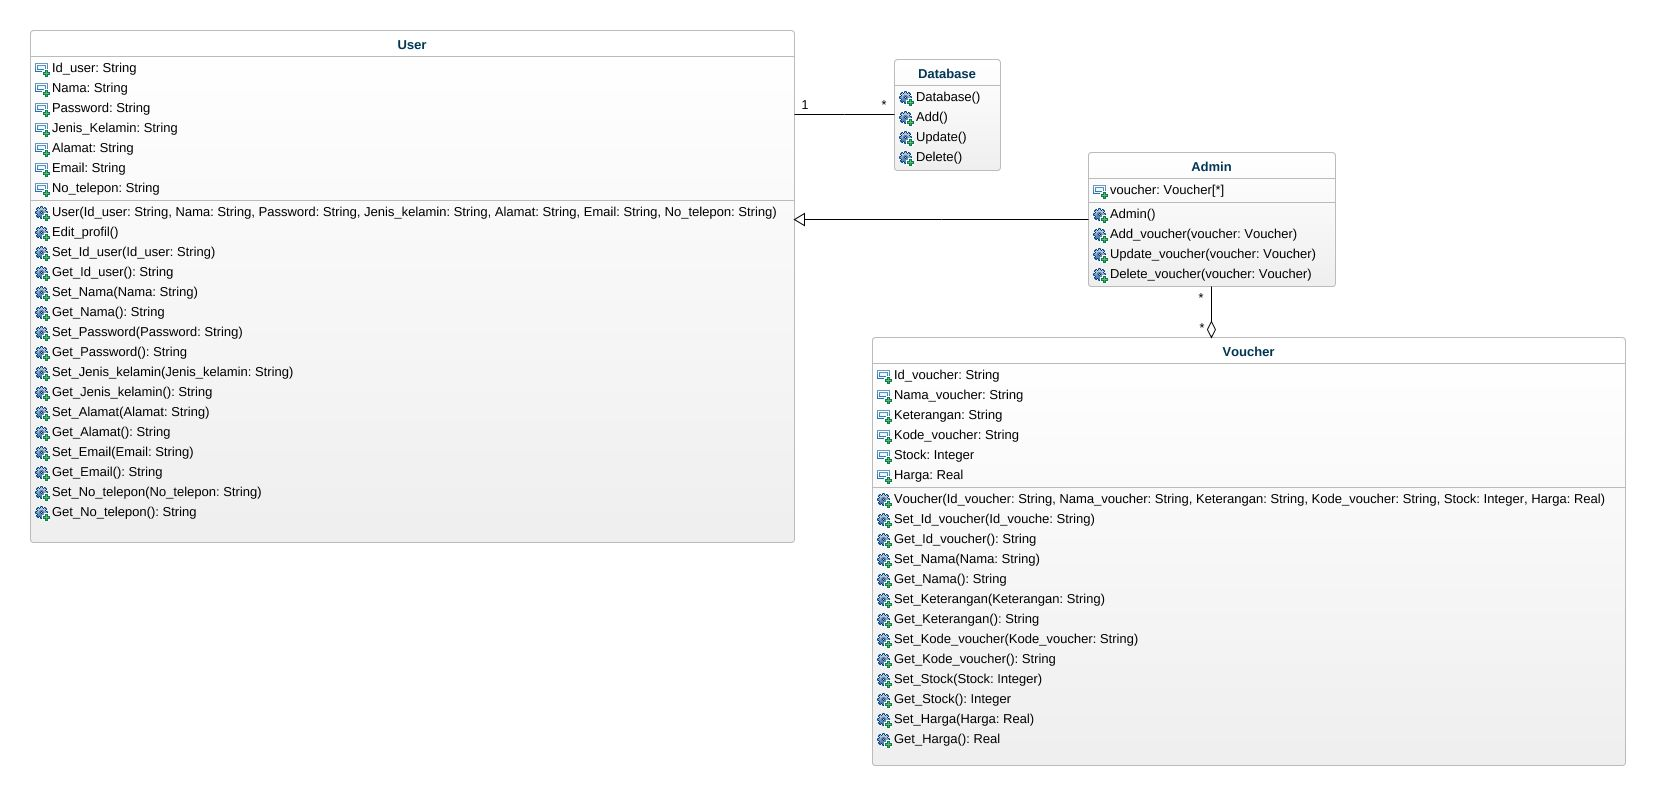 User
Id_user: String
Nama: String
Password: String
Jenis_Kelamin: String
Alamat: String
Email: String
No_telepon: String
User(Id_user: String, Nama: String, Password: String, Jenis_kelamin: String, Alamat: String, Email: String, No_telepon: String)
Edit_profil()
Set_Id_user(Id_user: String)
Get_Id_user(): String
Set_Nama(Nama: String)
Get_Nama(): String
Set_Password(Password: String)
Get_Password(): String
Set_Jenis_kelamin(Jenis_kelamin: String)
Get_Jenis_kelamin(): String
Set_Alamat(Alamat: String)
Get_Alamat(): String
Set_Email(Email: String)
Get_Email(): String
Set_No_telepon(No_telepon: String)
Get_No_telepon(): String
1 *
Database
Database()
Add()
Update()
Delete()
Admin
voucher: Voucher[*]
Admin()
Add_voucher(voucher: Voucher)
Update_voucher(voucher: Voucher)
Delete_voucher(voucher: Voucher)
*
*
Voucher
Id_voucher: String
Nama_voucher: String
Keterangan: String
Kode_voucher: String
Stock: Integer
Harga: Real
Voucher(Id_voucher: String, Nama_voucher: String, Keterangan: String, Kode_voucher: String, Stock: Integer, Harga: Real)
Set_Id_voucher(Id_vouche: String)
Get_Id_voucher(): String
Set_Nama(Nama: String)
Get_Nama(): String
Set_Keterangan(Keterangan: String)
Get_Keterangan(): String
Set_Kode_voucher(Kode_voucher: String)
Get_Kode_voucher(): String
Set_Stock(Stock: Integer)
Get_Stock(): Integer
Set_Harga(Harga: Real)
Get_Harga(): Real